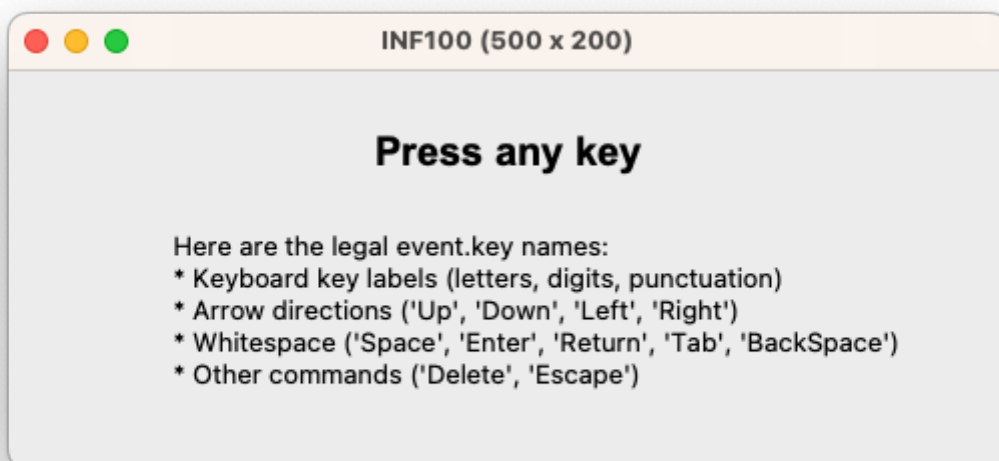 INF100 (500 x 200)
Press any key
Here are the legal event.key names:
* Keyboard key labels (letters, digits, punctuation)
* Arrow directions ('Up', 'Down', 'Left', 'Right')
* Whitespace ('Space', 'Enter', 'Return', 'Tab', 'BackSpace')
* Other commands ('Delete', 'Escape')